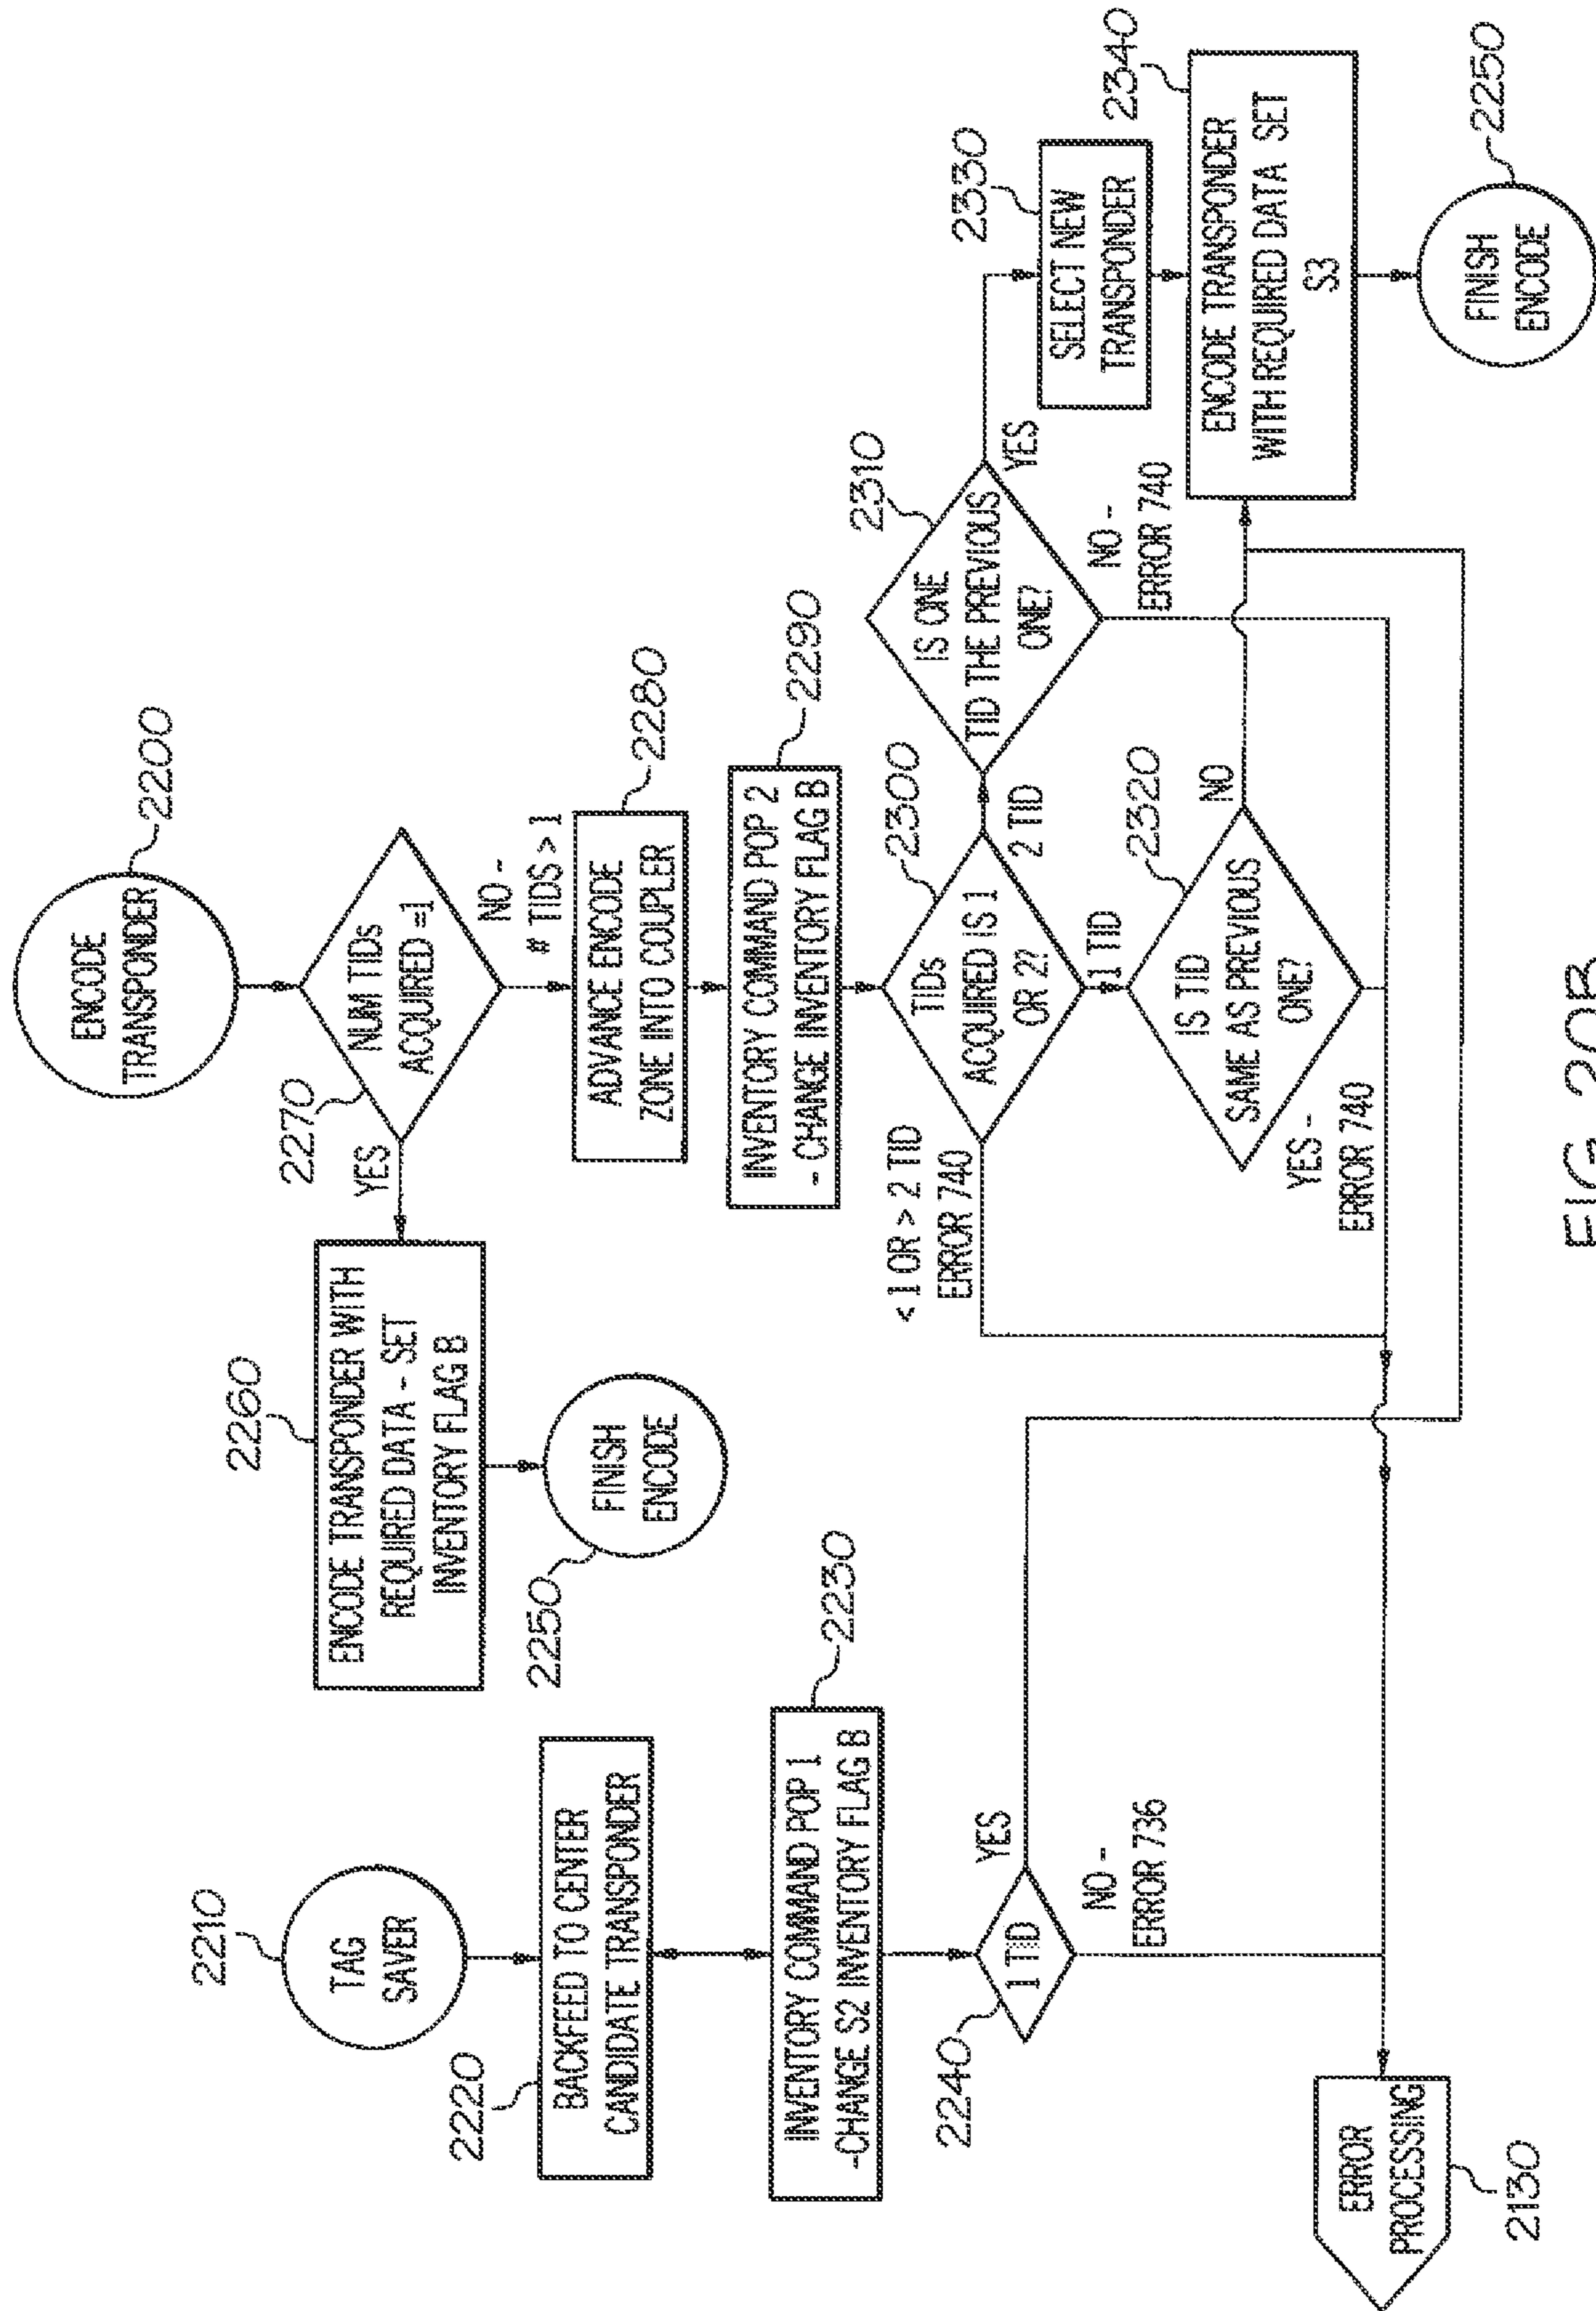 ENCODE
TRANSPONDER
2200
2270
NUM TIDs
ACQUIRED =1
YES
NO -
# TIDS > 1
2260
ENCODE TRANSPONDER WITH
REQUIRED DATA - SET
INVENTORY FLAG B
2250
FINISH
ENCODE
2280
ADVANCE ENCODE
ZONE INTO COUPLER
2290
INVENTORY COMMAND POP 2
- CHANGE INVENTORY FLAG B
2300
TIDs
ACQUIRED IS 1
OR 2?
< 1 OR > 2 TID
ERROR 740
2 TID
1 TID
2310
IS ONE
TID THE PREVIOUS
ONE?
YES
NO -
ERROR 740
2320
IS TID
SAME AS PREVIOUS
ONE?
NO
YES -
ERROR 740
2330
SELECT NEW
TRANSPONDER
2340
ENCODE TRANSPONDER
WITH REQUIRED DATA SET
S3
2250
FINISH
ENCODE
2210
TAG
SAVER
2220
BACKFEED TO CENTER
CANDIDATE TRANSPONDER
2230
INVENTORY COMMAND POP 1
-CHANGE S2 INVENTORY FLAG B
2240
1 TID
YES
NO -
ERROR 736
ERROR
PROCESSING
2130
FIG. 20B